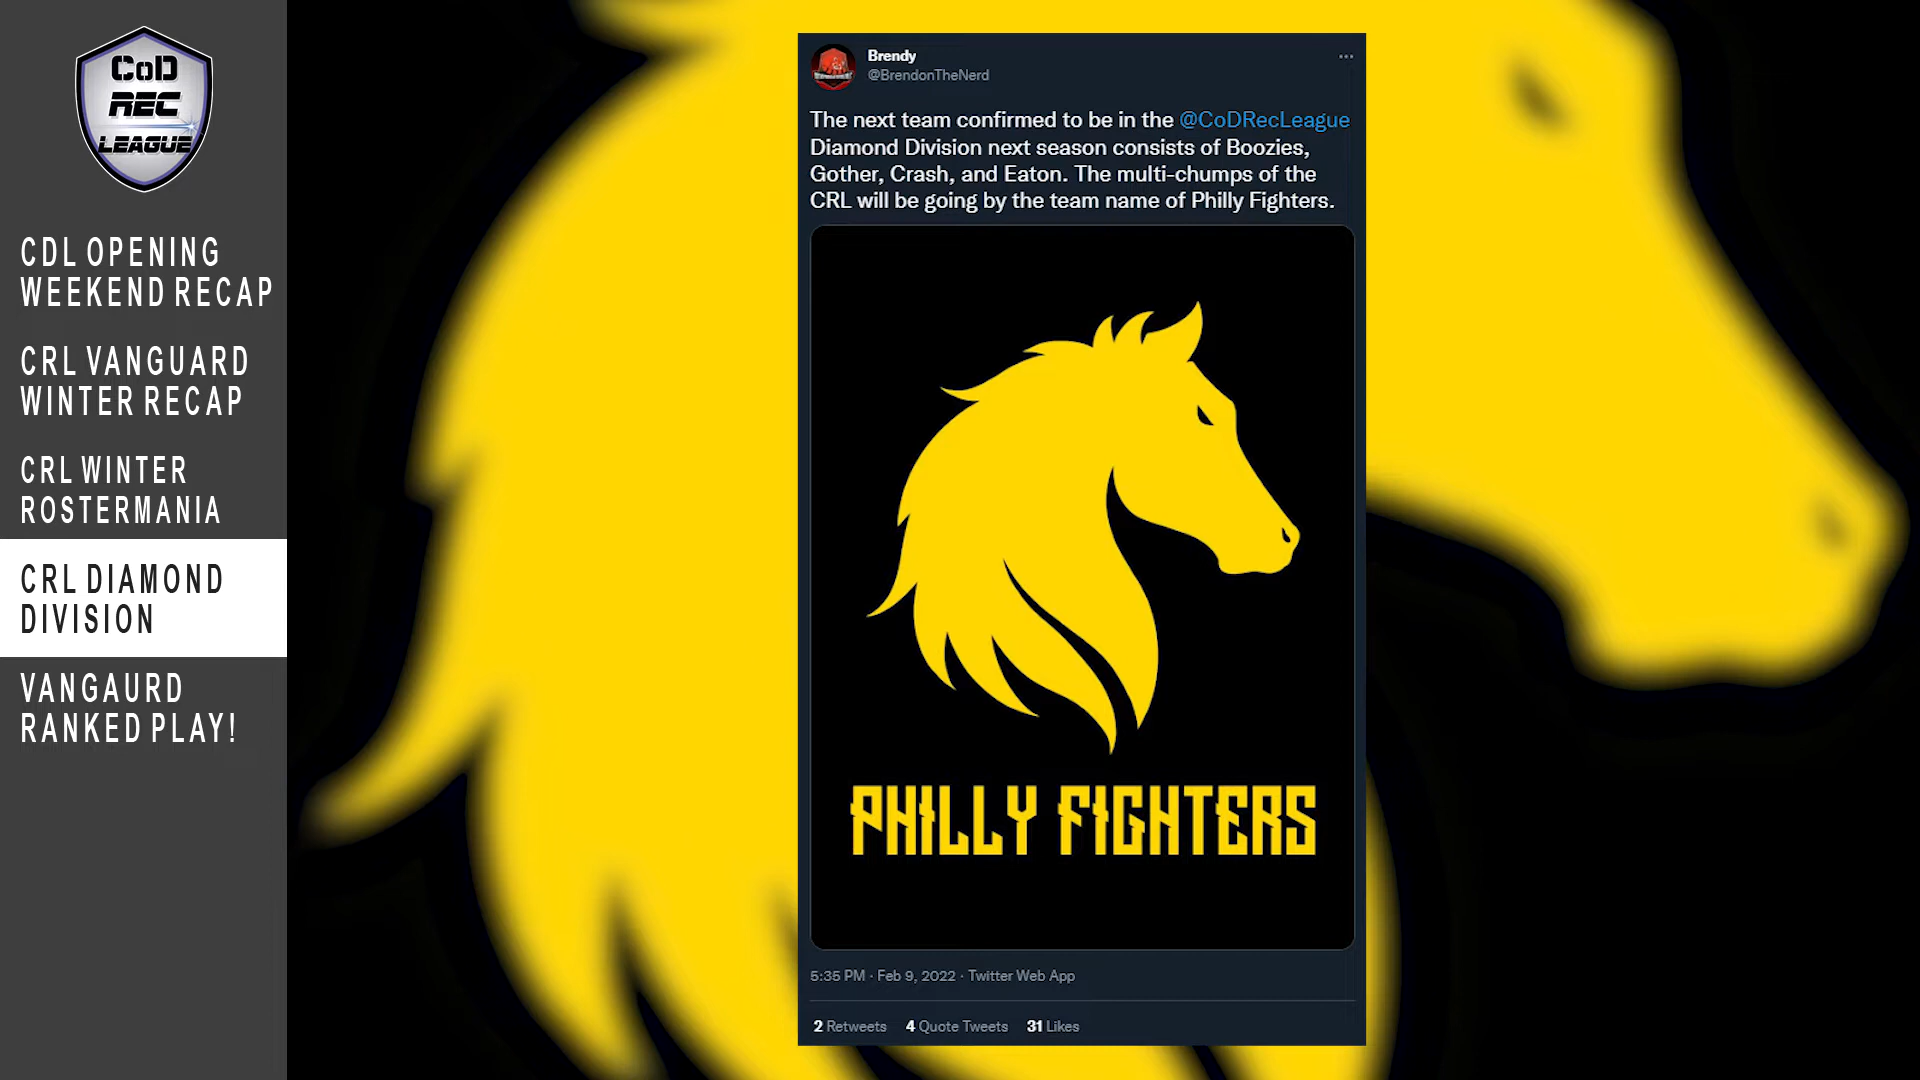 CoD
REC
LEAGUE
CDL OPENING
WEEKEND RECAP
CRL VANGUARD
WINTER RECAP
CRL WINTER
ROSTERMANIA
CRL DIAMOND
DIVISION
VANGAURD
RANKED PLAY!
Brendy
@BrendonTheNerd
The next team confirmed to be in the @CoDRecLeague
Diamond Division next season consists of Boozies,
Gother, Crash, and Eaton. The multi-chumps of the
CRL will be going by the team name of Philly Fighters.
PHILLY FIGHTERS
5:35 PM · Feb 9, 2022 · Twitter Web App
2 Retweets 4 Quote Tweets 31 Likes